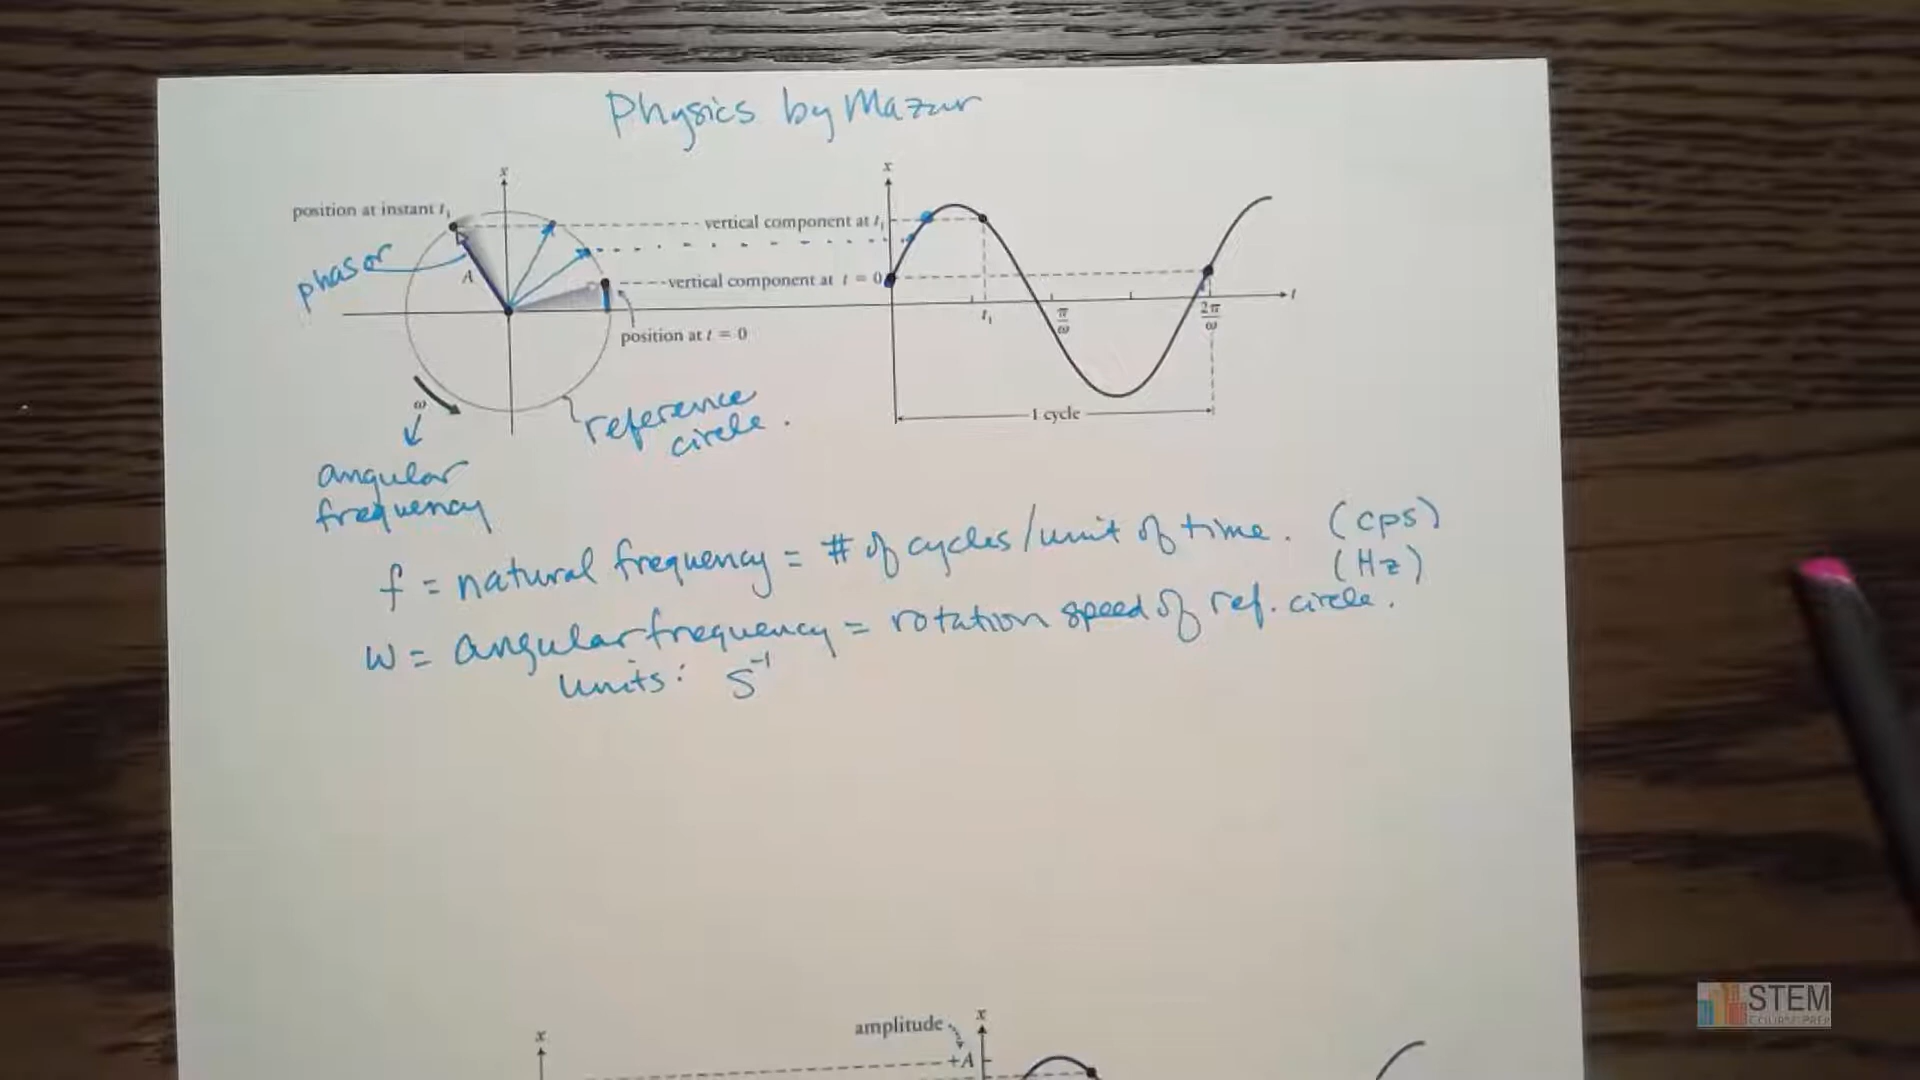 Physics by Mazur
x
x
position at instant t₁
vertical component at t₁
phasor
A
vertical component at t = 0
t
t₁
π/ω
2π/ω
position at t = 0
ω
1 cycle
reference
circle.
angular
frequency
f = natural frequency = # of cycles/unit of time. (cps)
(Hz)
w = angular frequency = rotation speed of ref. circle.
units: s⁻¹
STEM
amplitude
x
x
+A